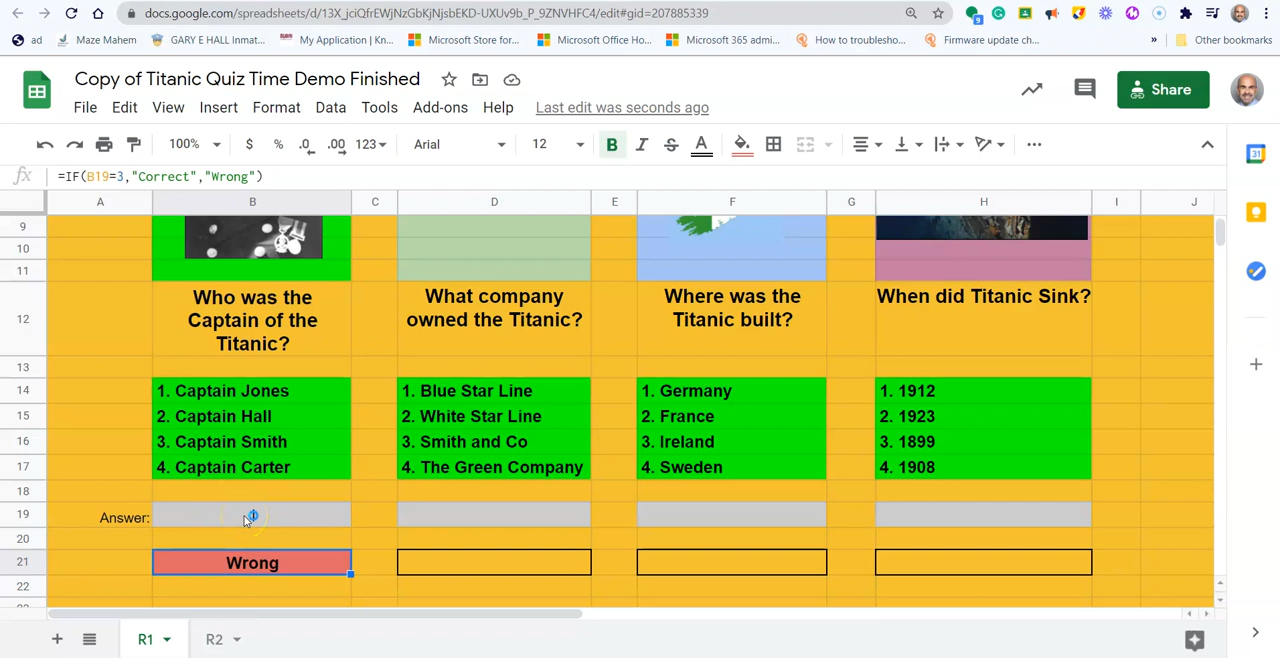 docs.google.com/spreadsheets/d/13X_jciQfrEWjNzGbKjNjsbEKD-UXUv9b_P_9ZNVHFC4/edit#gid=207885339
9
ad
Maze Mahem
GARY E HALL Inmat...
My Application | Kn...
Microsoft Store for...
Microsoft Office Ho...
Microsoft 365 admi...
How to troublesho...
Firmware update ch...
»
Other bookmarks
Copy of Titanic Quiz Time Demo Finished
File Edit View Insert Format Data Tools Add-ons Help Last edit was seconds ago
Share
100% $ % .0 .00 123 Arial 12 B I S A
31
fx =IF(B19=3,"Correct","Wrong")
A B C D E F G H I J
9
10
11
12
Who was the
Captain of the
Titanic?
What company
owned the Titanic?
Where was the
Titanic built?
When did Titanic Sink?
13
14 1. Captain Jones 1. Blue Star Line 1. Germany 1. 1912
15 2. Captain Hall 2. White Star Line 2. France 2. 1923
16 3. Captain Smith 3. Smith and Co 3. Ireland 3. 1899
17 4. Captain Carter 4. The Green Company 4. Sweden 4. 1908
18
19 Answer:
20
21 Wrong
22
R1 R2